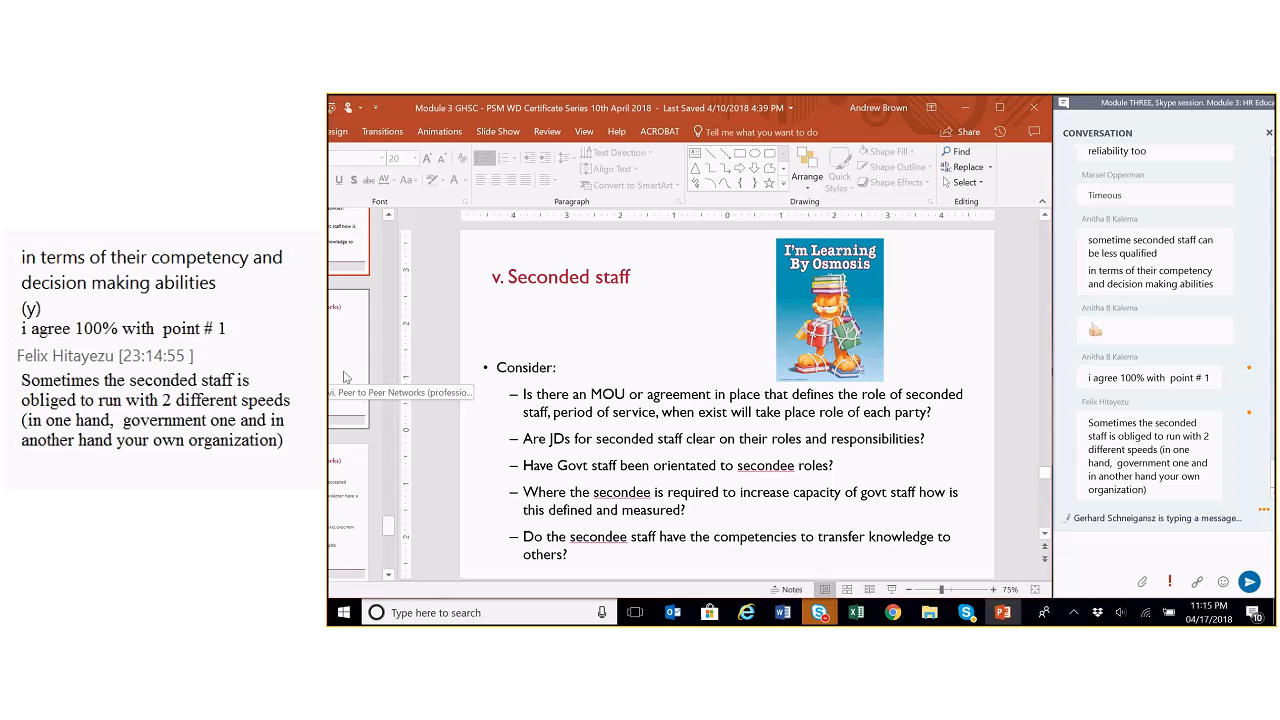 in terms of their competency and
decision making abilities
(y)
i agree 100% with  point # 1
Felix Hitayezu [23:14:55 ]
Sometimes the seconded staff is
obliged to run with 2 different speeds
(in one hand,  government one and in
another hand your own organization)
Module 3 GHSC - PSM WD Certificate Series 10th April 2018 - Last Saved 4/10/2018 4:39 PM
Andrew Brown
esign
Transitions
Animations
Slide Show
Review
View
Help
ACROBAT
Tell me what you want to do
Share
20
Text Direction
Align Text
Convert to SmartArt
Arrange
Quick
Styles
Shape Fill
Shape Outline
Shape Effects
Find
Replace
Select
Font
Paragraph
Drawing
Editing
4 3 2 1 0 1 2 3 4
vi. Peer to Peer Networks (professio...
v. Seconded staff
I'm Learning
By Osmosis
• Consider:
– Is there an MOU or agreement in place that defines the role of seconded
staff, period of service, when exist will take place role of each party?
– Are JDs for seconded staff clear on their roles and responsibilities?
– Have Govt staff been orientated to secondee roles?
– Where the secondee is required to increase capacity of govt staff how is
this defined and measured?
– Do the secondee staff have the competencies to transfer knowledge to
others?
Notes
75%
Module THREE, Skype session. Module 3: HR Educa
CONVERSATION
reliability too
Marsel Opperman
Timeous
Anitha B Kalema
sometime seconded staff can
be less qualified
in terms of their competency
and decision making abilities
Anitha B Kalema
Anitha B Kalema
i agree 100% with  point # 1
Felix Hitayezu
Sometimes the seconded
staff is obliged to run with 2
different speeds (in one
hand,  government one and
in another hand your own
organization)
Gerhard Schneigansz is typing a message...
Type here to search
11:15 PM
04/17/2018
10